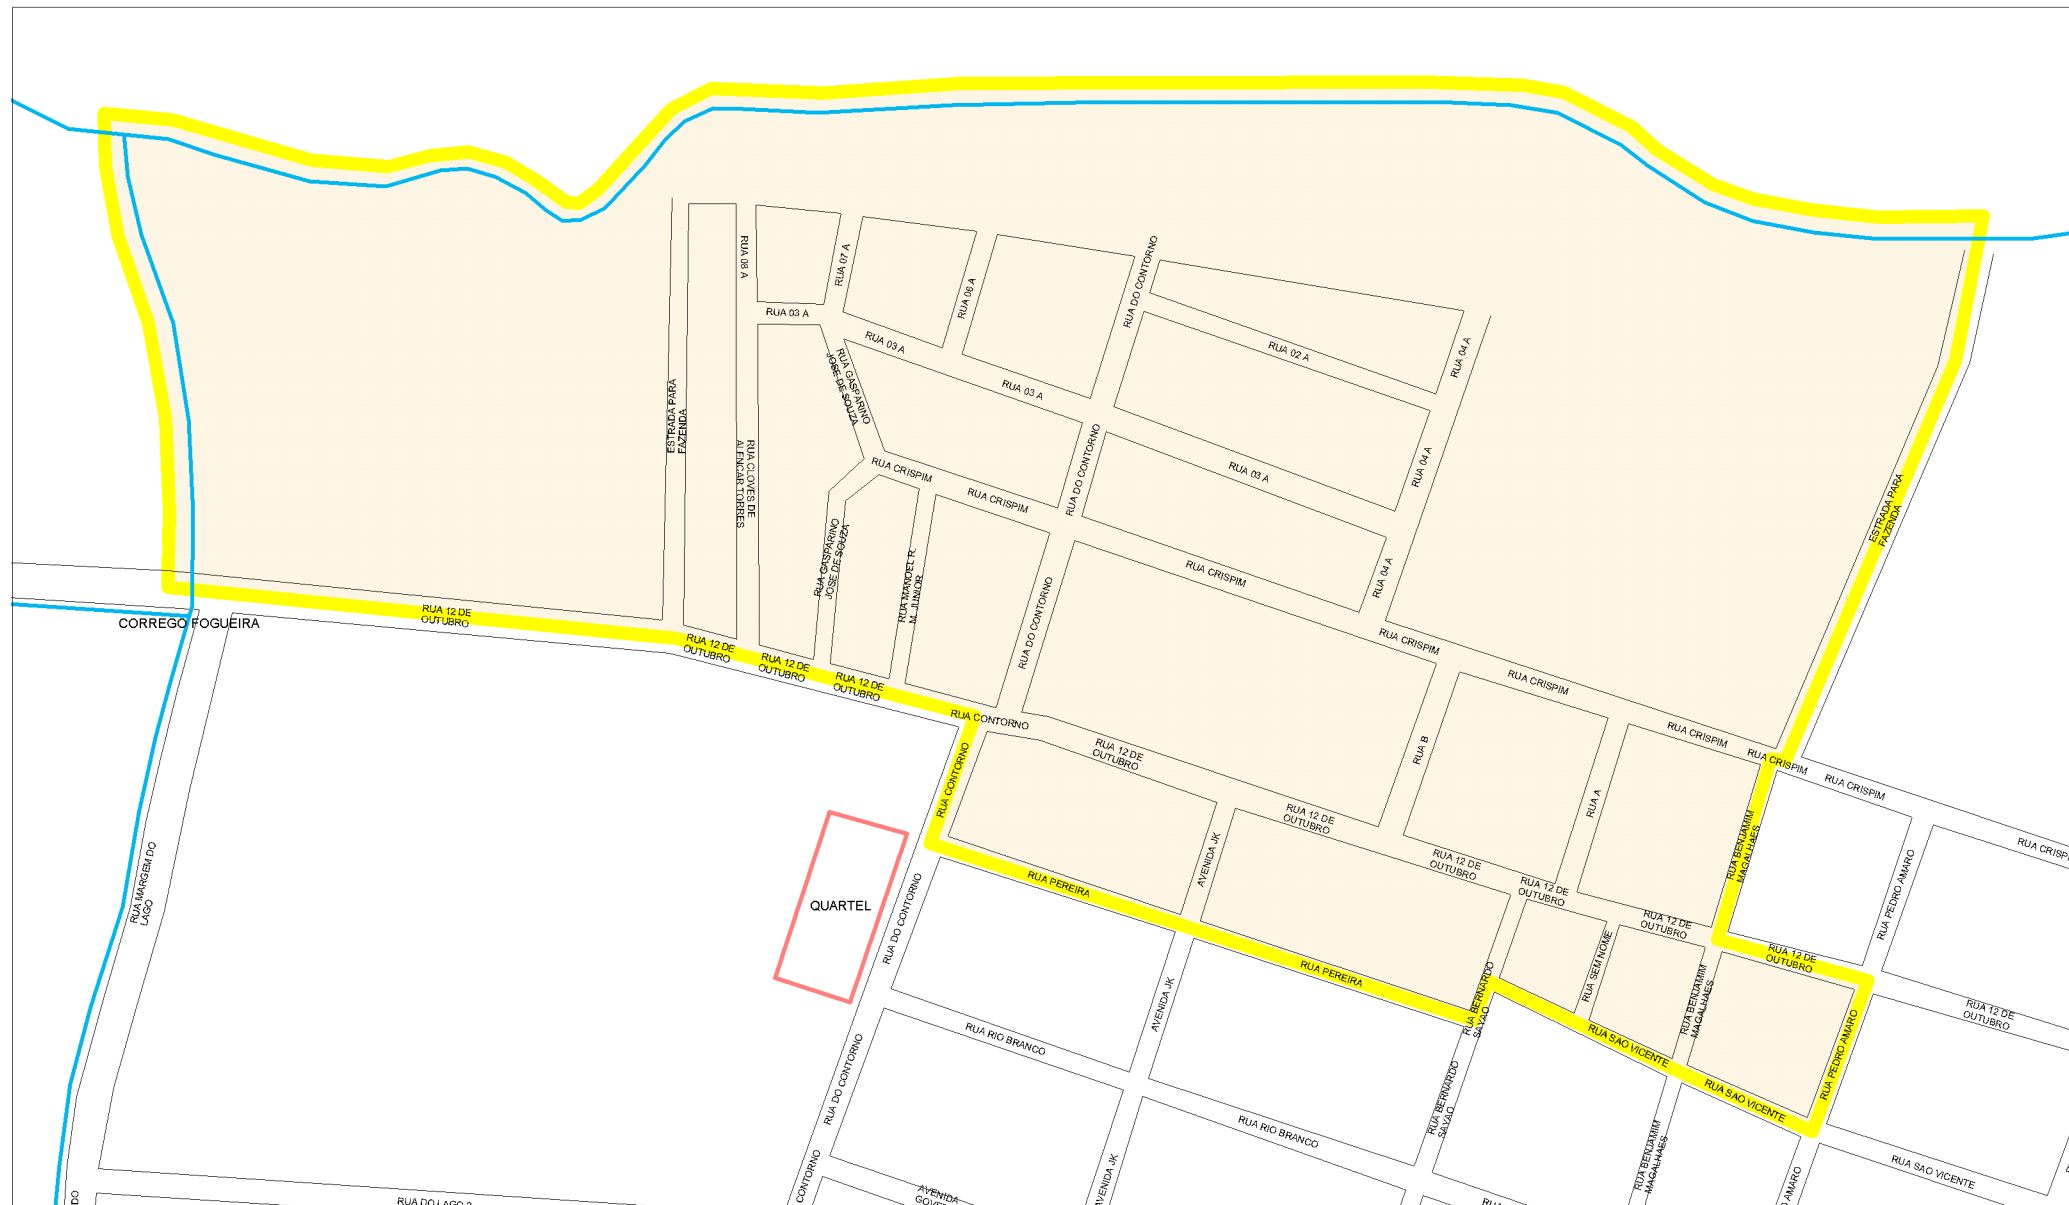 RUA DO CONTORNO
RUA 08 A
RUA 07 A
RUA 06 A
RUA 03 A
RUA 03 A
RUA 03 A
RUA 02 A
RUA 04 A
RUA GASPARINO
JOSE DE SOUZA
ESTRADA PARA
FAZENDA
RUA CLOVES DE
ALENCAR TORRES
RUA CRISPIM
RUA CRISPIM
RUA DO CONTORNO
RUA 03 A
RUA 04 A
ESTRADA PARA
FAZENDA
RUA GASPARINO
JOSE DE SOUZA
RUA MANOEL R.
M. JUNIOR
RUA DO CONTORNO
RUA CRISPIM
RUA 04 A
CORREGO FOGUEIRA
RUA 12 DE
OUTUBRO
RUA 12 DE
OUTUBRO
RUA 12 DE
OUTUBRO
RUA 12 DE
OUTUBRO
RUA CRISPIM
RUA CRISPIM
RUA CONTORNO
RUA CONTORNO
RUA 12 DE
OUTUBRO
RUA B
RUA CRISPIM
RUA CRISPIM
RUA CRISPIM
RUA A
RUA 12 DE
OUTUBRO
RUA BENJAMIM
MAGALHAES
RUA CRISPI
RUA MARGEM DO
LAGO
QUARTEL
RUA DO CONTORNO
RUA PEREIRA
AVENIDA JK
RUA 12 DE
OUTUBRO
RUA 12 DE
OUTUBRO
RUA 12 DE
OUTUBRO
RUA PEDRO AMARO
RUA 12 DE
OUTUBRO
RUA PEREIRA
RUA BERNARDO
SAYAO
RUA SEM NOME
RUA BENJAMIM
MAGALHAES
RUA 12 DE
OUTUBRO
AVENIDA JK
RUA RIO BRANCO
RUA DO CONTORNO
RUA SAO VICENTE
RUA SAO VICENTE
RUA PEDRO AMARO
RUA BERNARDO
SAYAO
RUA RIO BRANCO
RUA BENJAMIM
MAGALHAES
RUA SAO VICENTE
CONTORNO
AVENIDA JK
AVENIDA
GOVE
AMARO
DO
RUA DO LAGO 2
RUA